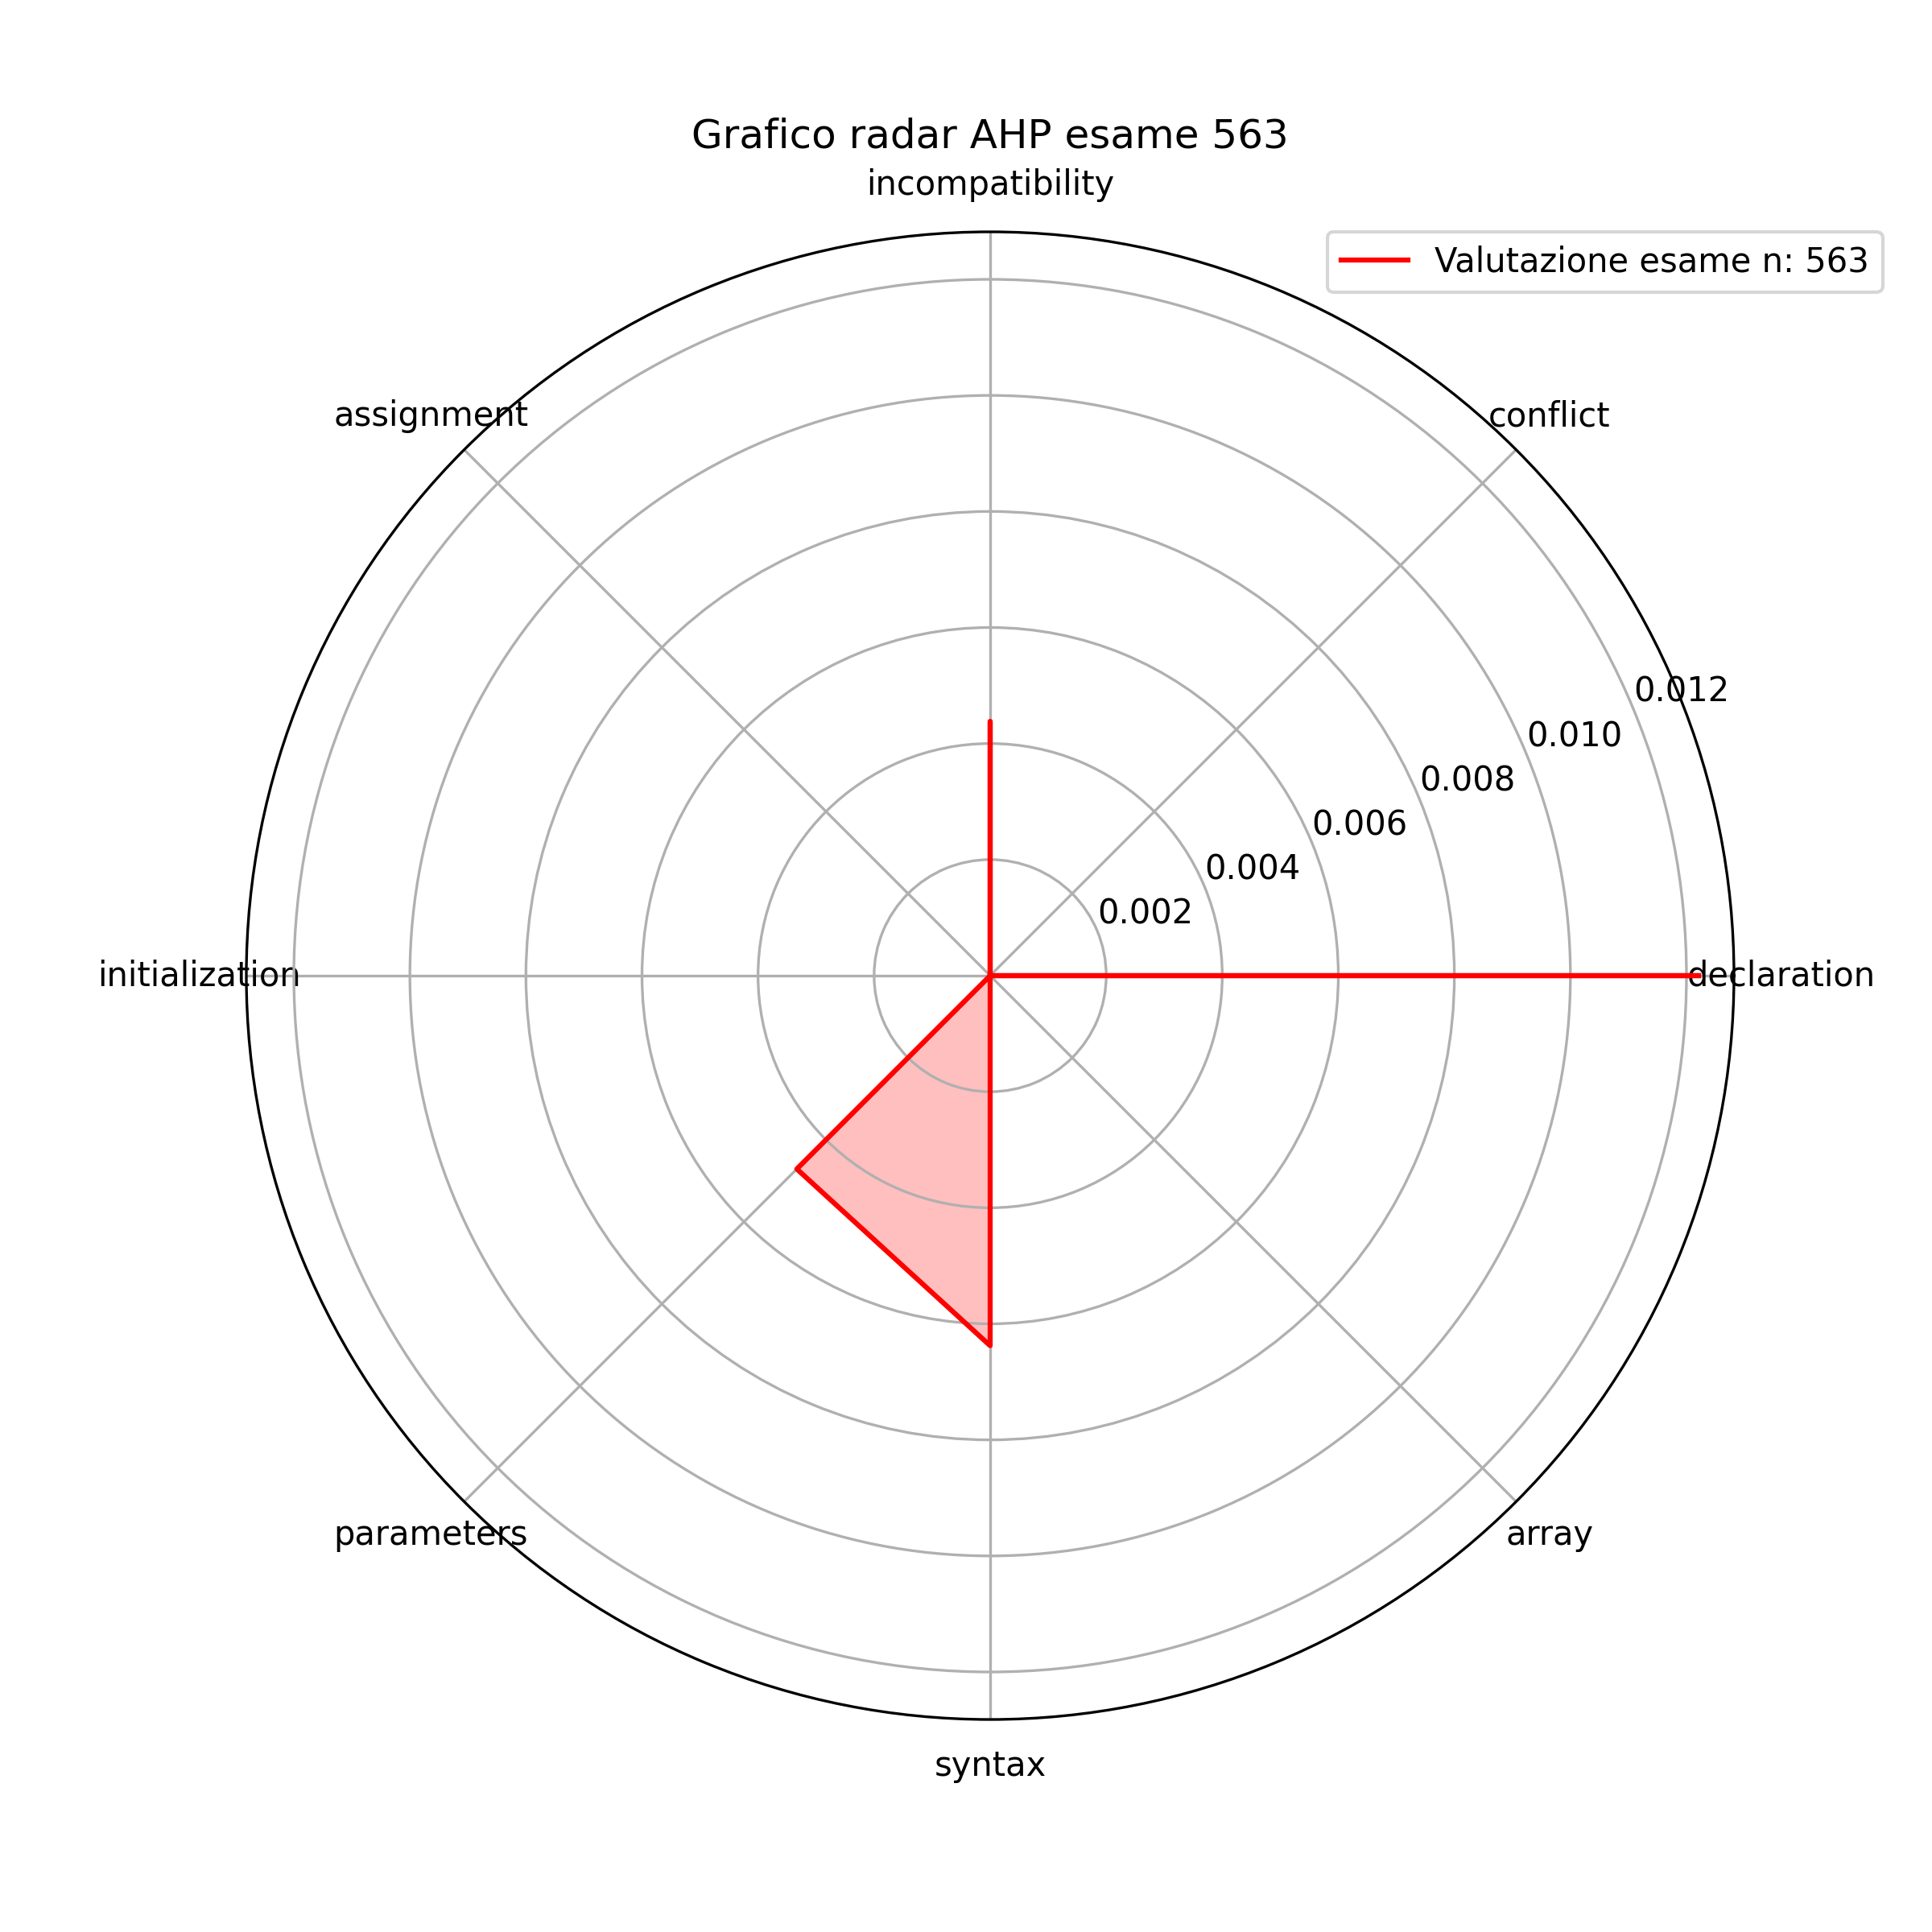 Grafico radar AHP esame 563
incompatibility
Valutazione esame n: 563
assignment
conflict
0.012
0.010
0.008
0.006
0.004
0.002
initialization
declaration
parameters
array
syntax